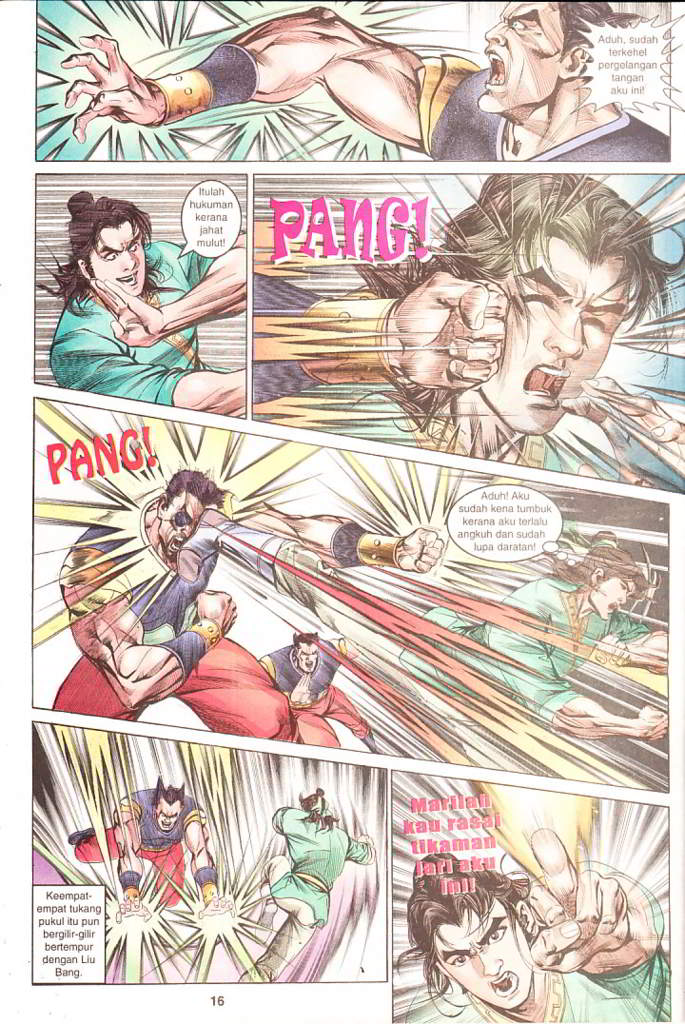 Aduh, sudah
terkehel
pergelangan
tangan
aku ini!
Itulah
hukuman
kerana
jahat
mulut!
PANG!
PANG!
Aduh! Aku
sudah kena tumbuk
kerana aku terlalu
angkuh dan sudah
lupa daratan!
Keempat-
empat tukang
pukul itu pun
bergilir-gilir
bertempur
dengan Liu
Bang.
Marilah
kau rasai
tikaman
jari aku
ini!
16